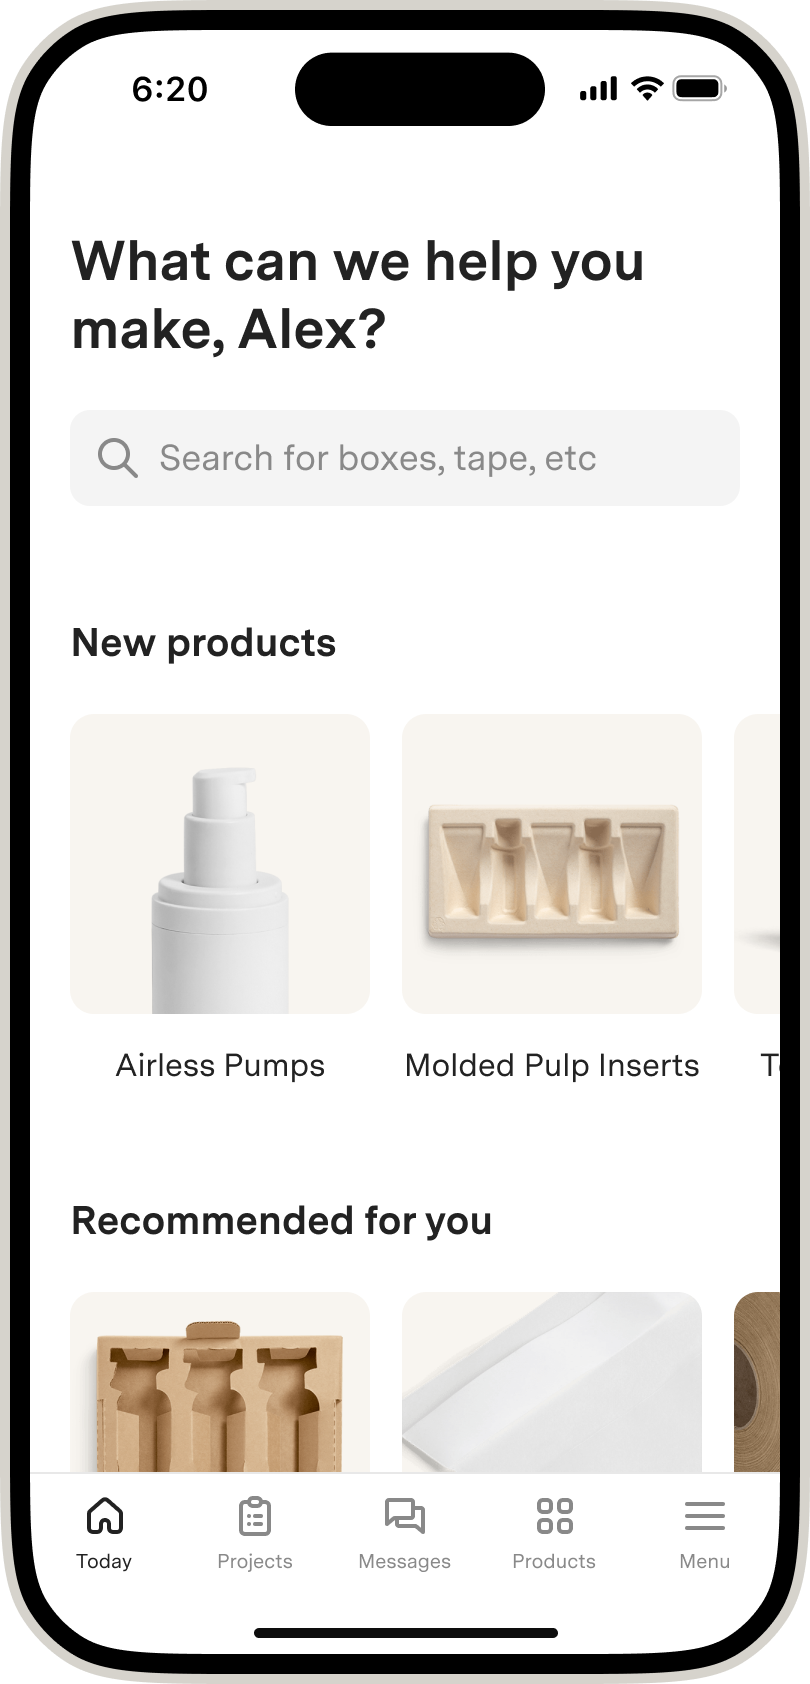 6:20
What can we help you
make, Alex?
Search for boxes, tape, etc
New products
Airless Pumps
Molded Pulp Inserts
Recommended for you
Today
Projects
Messages
Products
Menu